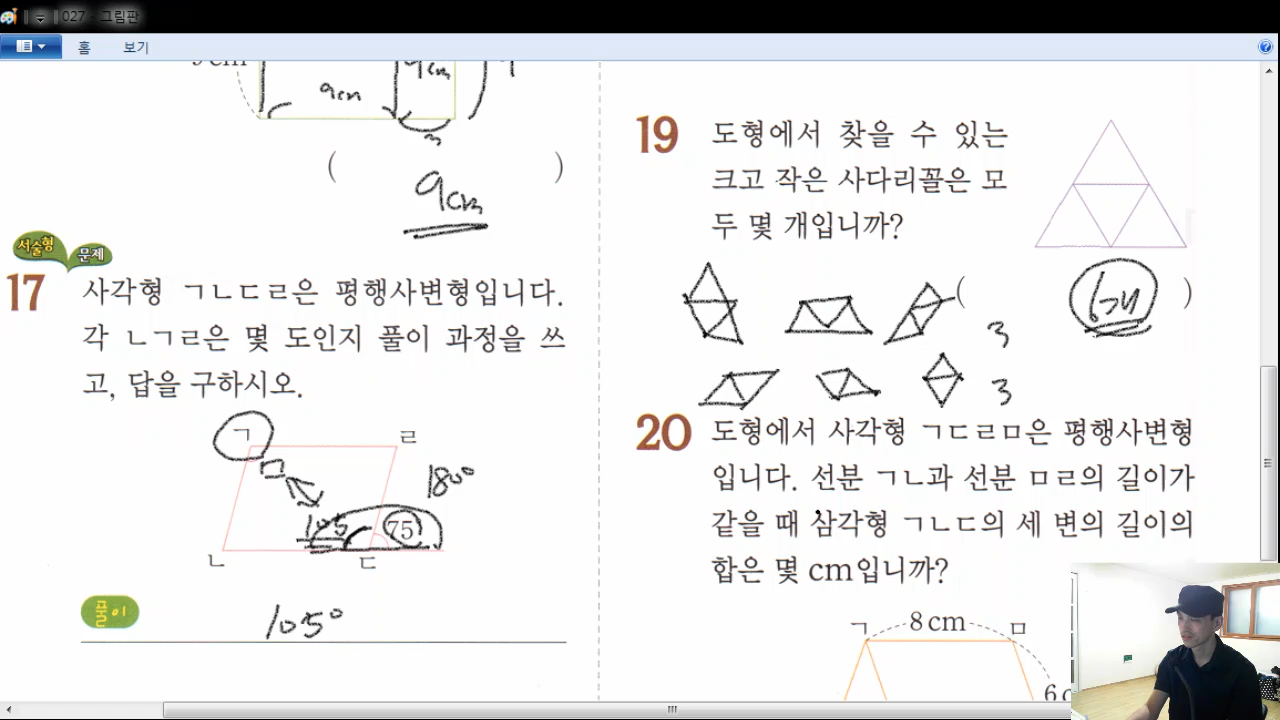 027 - 그림판
홈 보기
9cm
9cm
9
3
( )
9cm
서술형 문제
17 사각형 ㄱㄴㄷㄹ은 평행사변형입니다.
각 ㄴㄱㄹ은 몇 도인지 풀이 과정을 쓰
고, 답을 구하시오.
ㄱ ㄹ
180°
105 75
ㄴ ㄷ
풀이
105°
19 도형에서 찾을 수 있는
크고 작은 사다리꼴은 모
두 몇 개입니까?
( 6개 )
3
3
20 도형에서 사각형 ㄱㄷㄹㅁ은 평행사변형
입니다. 선분 ㄱㄴ과 선분 ㅁㄹ의 길이가
같을 때 삼각형 ㄱㄴㄷ의 세 변의 길이의
합은 몇 cm입니까?
ㄱ 8cm ㅁ